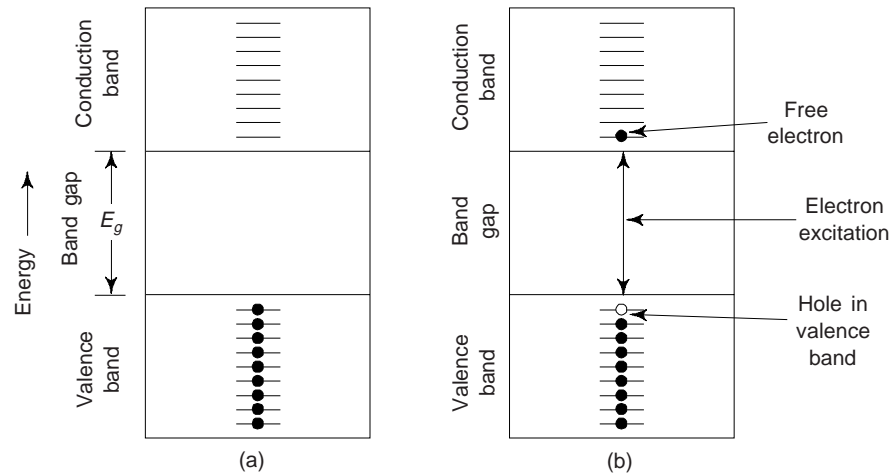 Energy
Conduction
band
Band gap
E_g
Valence
band
(a)
Conduction
band
Band
gap
Valence
band
(b)
Free
electron
Electron
excitation
Hole in
valence
band